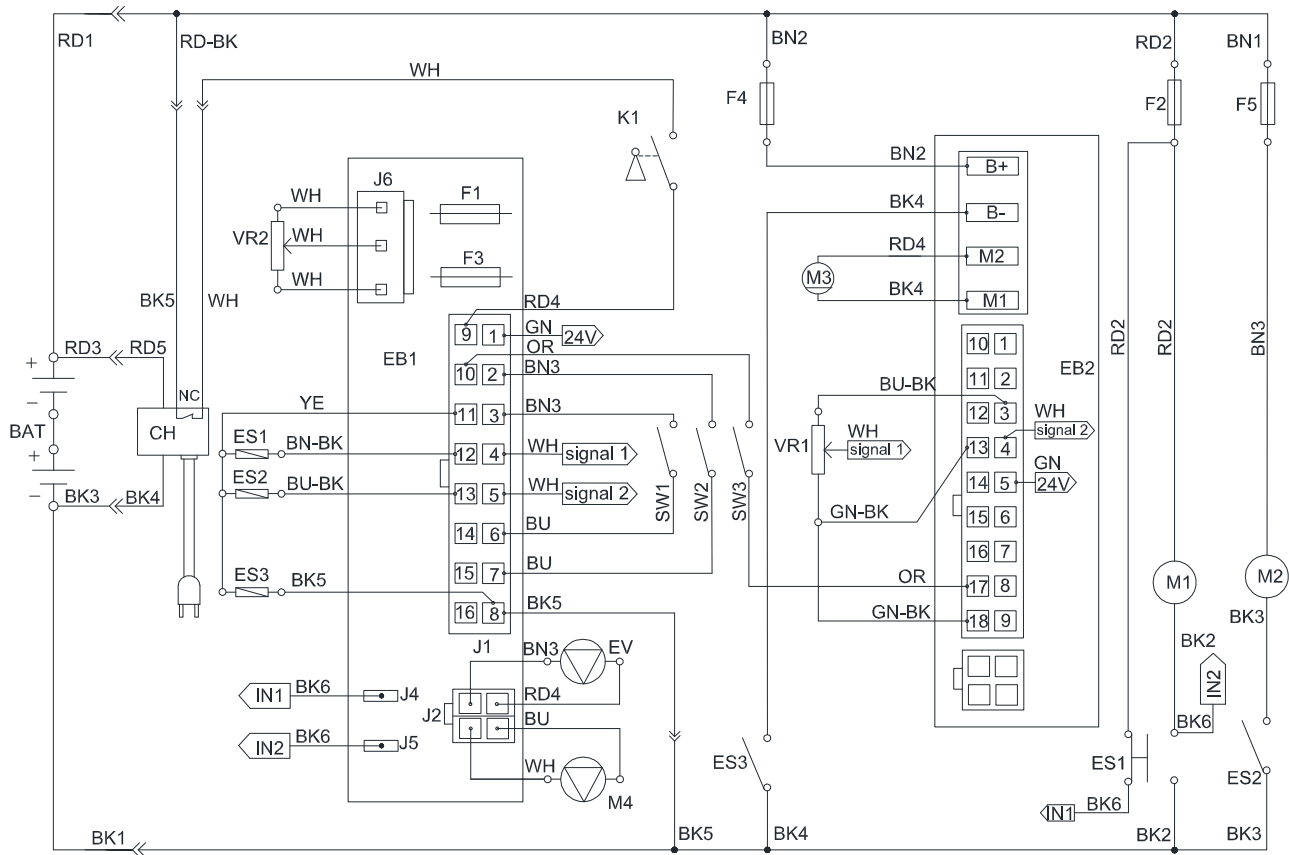 RD1 RD-BK BN2 RD2 BN1
WH
F4 F2 F5
K1
BN2 B+
J6 F1
WH
BK4 B-
VR2 WH
F3 RD4 M2
WH M3
BK5 WH RD4 BK4 M1
9 1 GN 24V
RD2 RD2 BN3
OR 10 1
+ RD3 RD5 EB1 10 2 BN3 EB2
11 2
NC BU-BK
- YE 11 3 BN3 12 3 WH
signal 2
BAT CH ES1 BN-BK 12 4 WH signal 1 VR1 WH signal 1 13 4
+ ES2 BU-BK 13 5 WH signal 2 14 5 GN 24V
- BK3 BK4 SW1 SW2 SW3 GN-BK 15 6
14 6 BU
16 7
15 7 BU
ES3 BK5 OR 17 8 M1 M2
16 8 BK5 GN-BK 18 9 BK3
J1 BN3 EV BK2
IN1 BK6 J4 RD4 IN2
J2 BU BK6
IN2 BK6 J5
WH M4 ES3 ES1 ES2
IN1 BK6
BK1 BK5 BK4 BK2 BK3